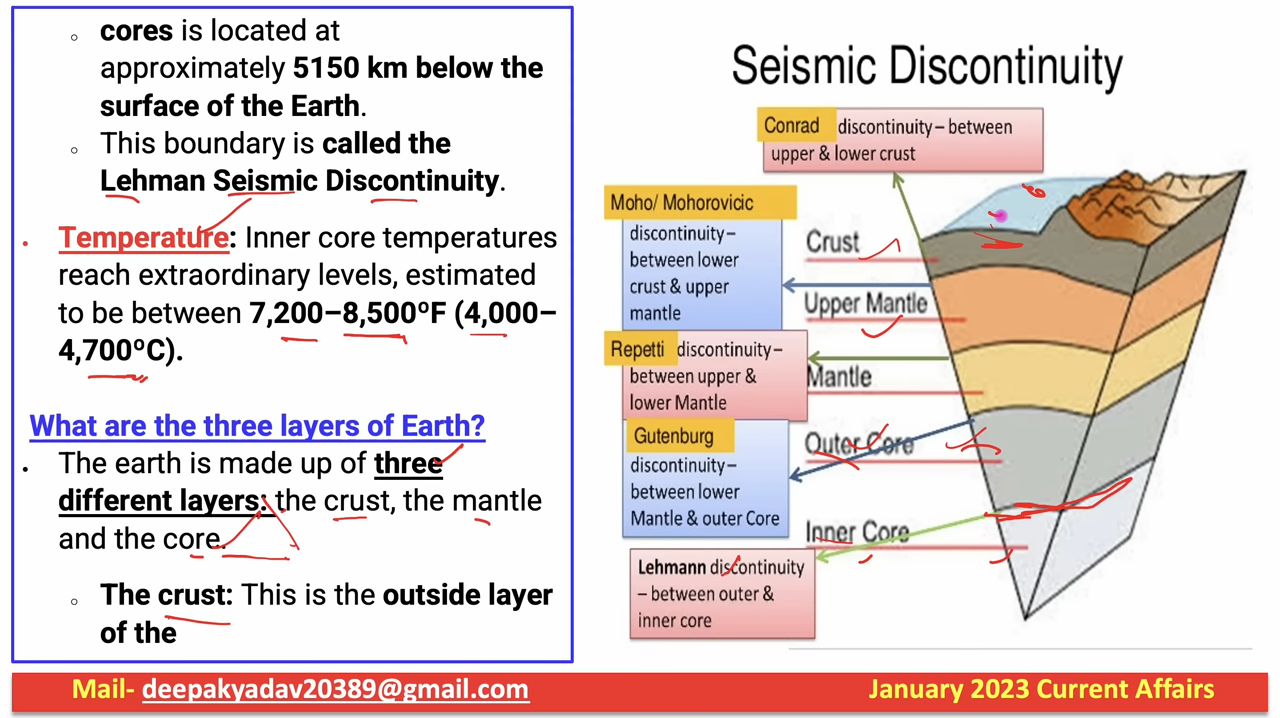 cores is located at
approximately 5150 km below the
surface of the Earth.
This boundary is called the
Lehman Seismic Discontinuity.
Temperature: Inner core temperatures
reach extraordinary levels, estimated
to be between 7,200–8,500ºF (4,000–
4,700ºC).
What are the three layers of Earth?
The earth is made up of three
different layers: the crust, the mantle
and the core.
The crust: This is the outside layer
of the
Seismic Discontinuity
Conrad discontinuity – between
upper & lower crust
Moho/ Mohorovicic
discontinuity –
between lower
crust & upper
mantle
Repetti discontinuity –
between upper &
lower Mantle
Gutenburg
discontinuity –
between lower
Mantle & outer Core
Lehmann discontinuity
– between outer &
inner core
Crust
Upper Mantle
Mantle
Outer Core
Inner Core
Mail- deepakyadav20389@gmail.com
January 2023 Current Affairs